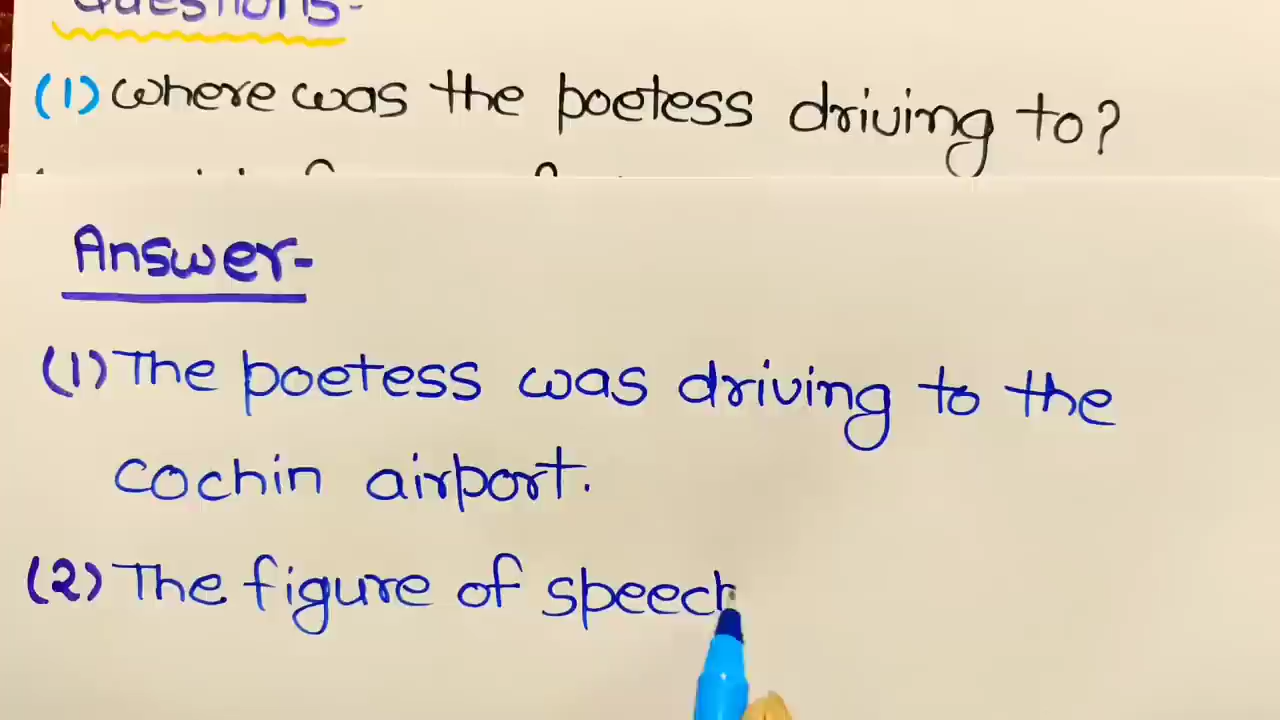 Questions-
(1) Where was the poetess driving to?
Answer-
(1) The poetess was driving to the
cochin airport.
(2) The figure of speech